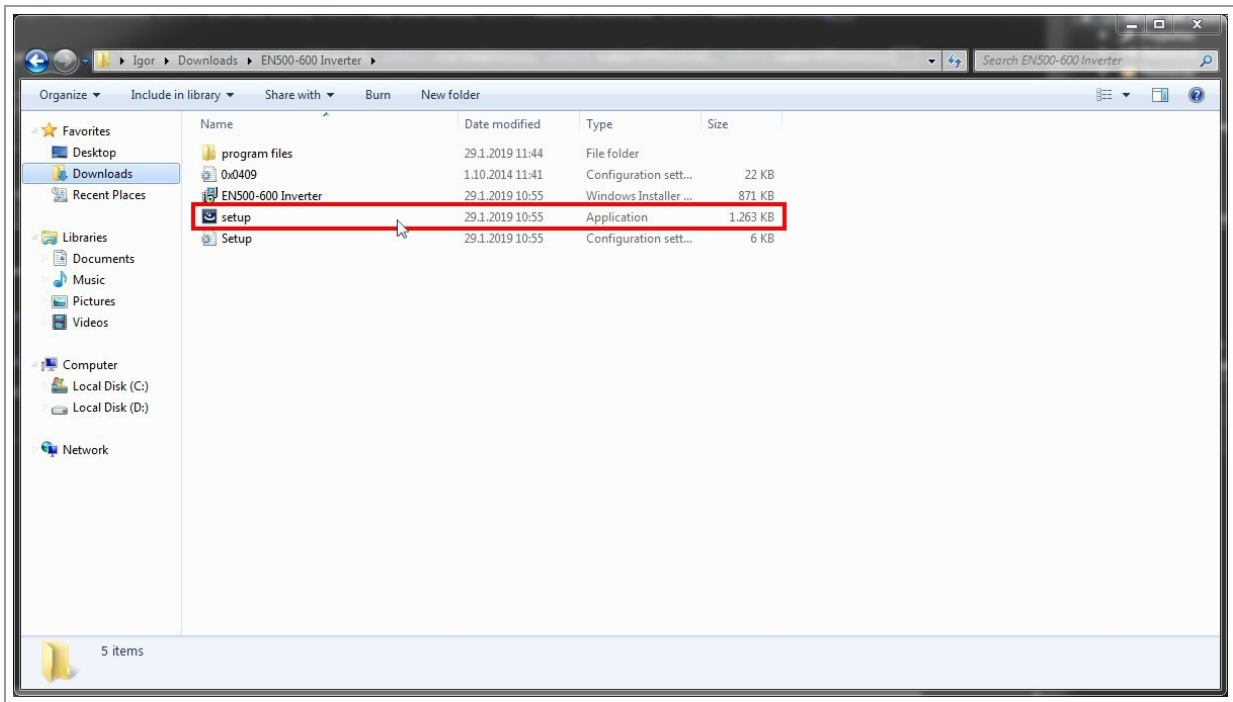 Igor Downloads EN500-600 Inverter Search EN500-600 Inverter
Organize Include in library Share with Burn New folder
Favorites
Desktop
Downloads
Recent Places
Libraries
Documents
Music
Pictures
Videos
Computer
Local Disk (C:)
Local Disk (D:)
Network
Name Date modified Type Size
program files 29.1.2019 11:44 File folder
0x0409 1.10.2014 11:41 Configuration sett... 22 KB
EN500-600 Inverter 29.1.2019 10:55 Windows Installer ... 871 KB
setup 29.1.2019 10:55 Application 1.263 KB
Setup 29.1.2019 10:55 Configuration sett... 6 KB
5 items